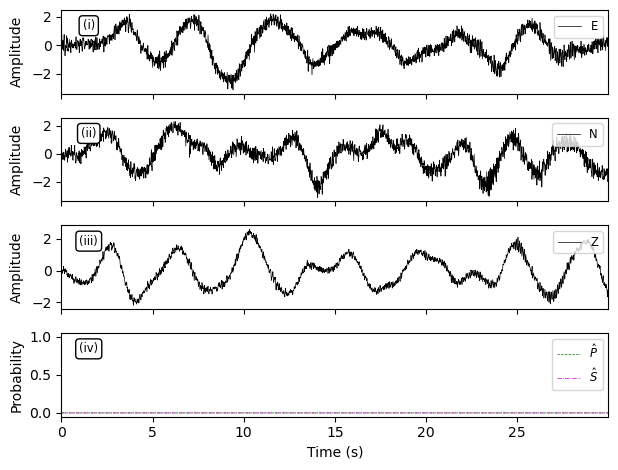 (i)
E
2
0
−2
Amplitude
(ii)
N
2
0
−2
Amplitude
(iii)
Z
2
0
−2
Amplitude
(iv)
P̂
Ŝ
1.0
0.5
0.0
Probability
0 5 10 15 20 25
Time (s)